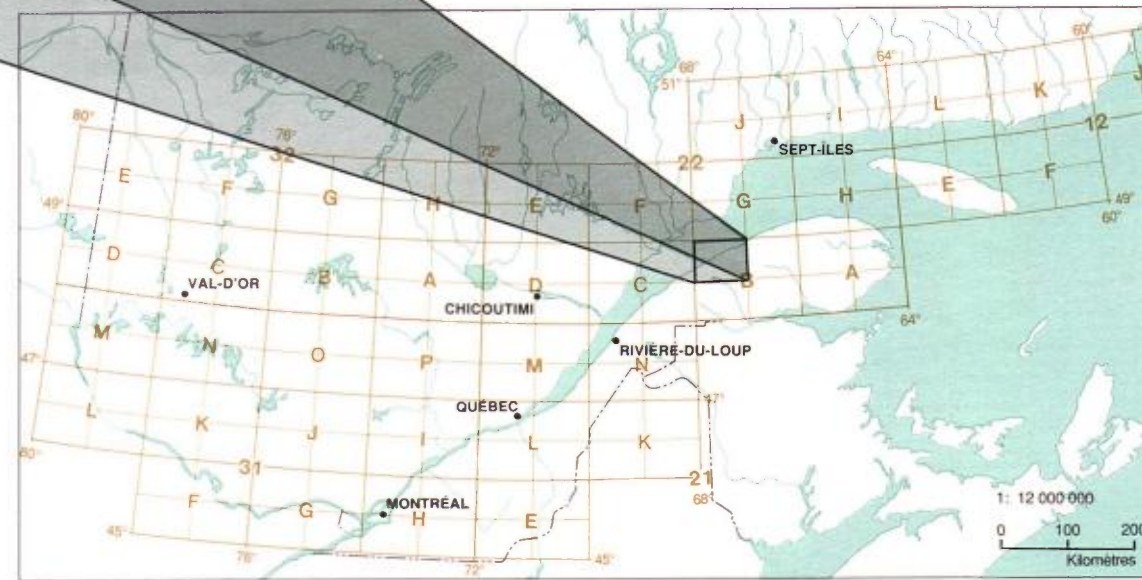 60°
64°
68°
51°
J I L K J
12
80°
76°
32
72°
22
SEPT-ÎLES
E F G H E F G H E F
49°
49°
60°
D C B A D C B A
VAL-D'OR
CHICOUTIMI
64°
RIVIÈRE-DU-LOUP
M N O P M N
47°
47°
QUÉBEC
L K J I L K
31
21
68°
1: 12 000 000
MONTRÉAL
F G H E
0 100 200
Kilomètres
45°
76°
72°
45°